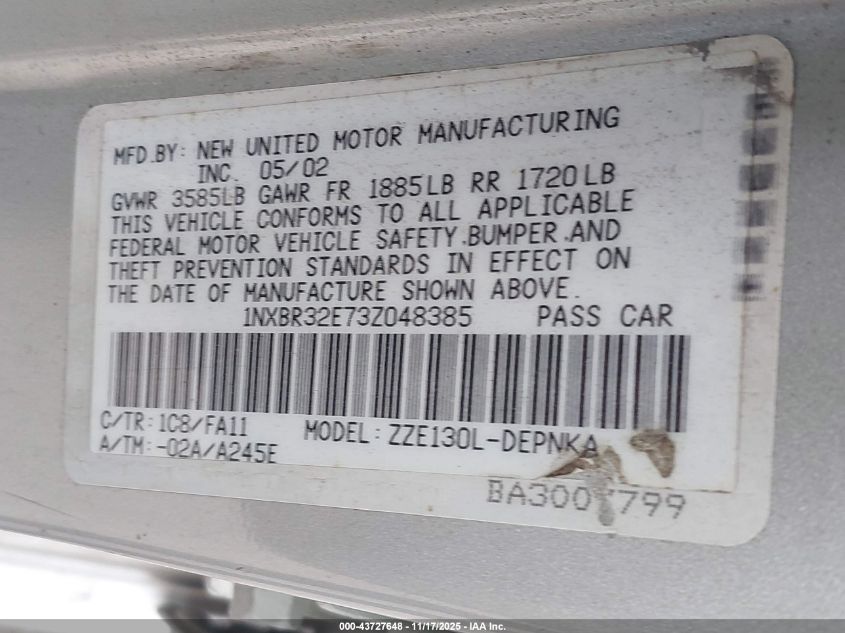 MFD.BY: NEW UNITED MOTOR MANUFACTURING
INC. 05/02
GVWR 3585LB GAWR FR 1885LB RR 1720LB
THIS VEHICLE CONFORMS TO ALL APPLICABLE
FEDERAL MOTOR VEHICLE SAFETY,BUMPER,AND
THEFT PREVENTION STANDARDS IN EFFECT ON
THE DATE OF MANUFACTURE SHOWN ABOVE.
1NXBR32E73Z048385 PASS CAR
C/TR:1C8/FA11 MODEL:ZZE130L-DEPNKA
A/TM:-02A/A245E
000-43727648 - 11/17/2025 - IAA Inc.